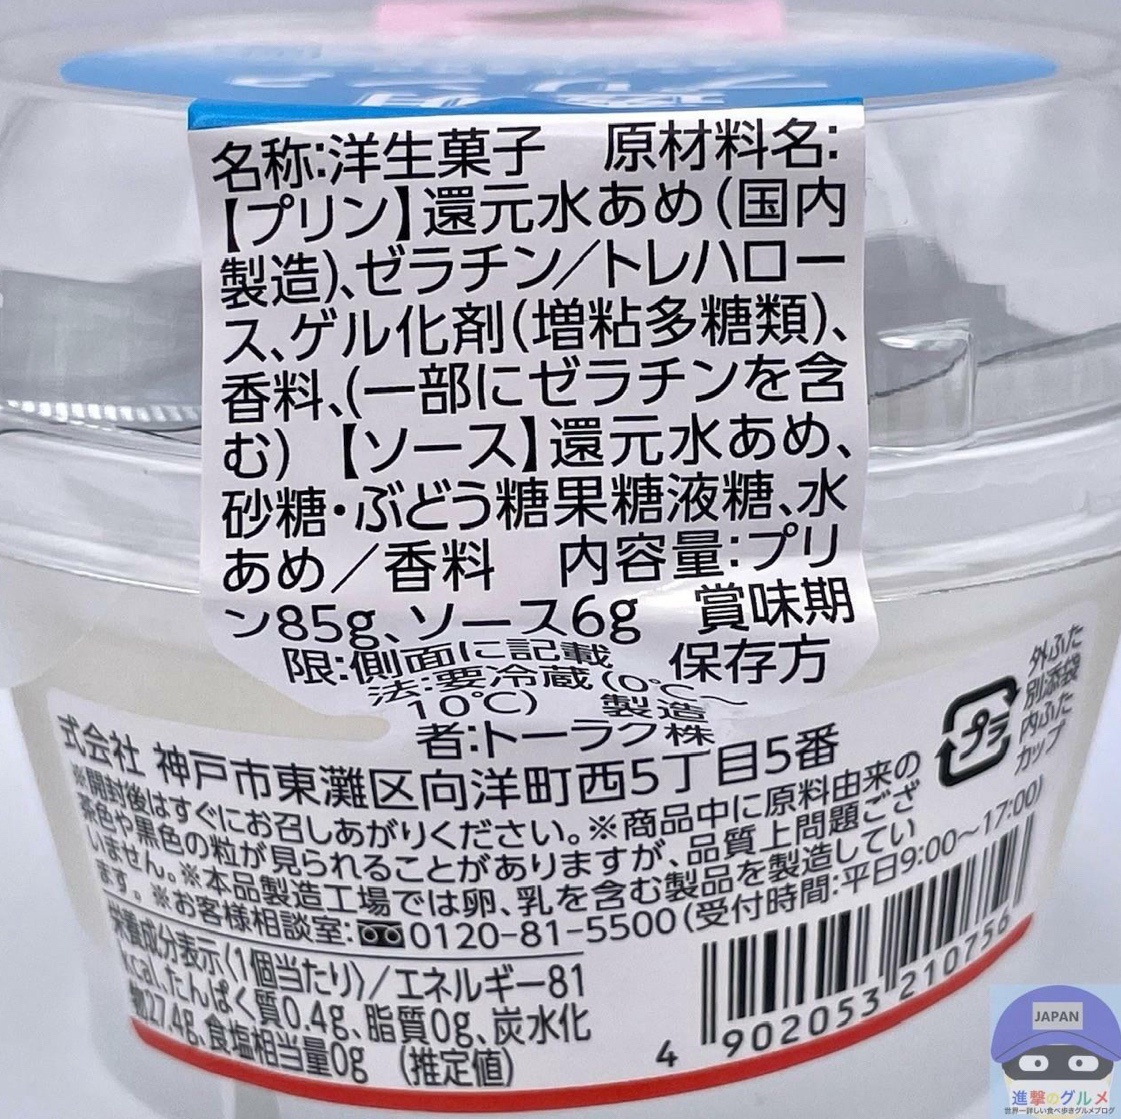 名称:洋生菓子　原材料名:
【プリン】還元水あめ(国内
製造)、ゼラチン／トレハロー
ス、ゲル化剤(増粘多糖類)、
香料、(一部にゼラチンを含
む)【ソース】還元水あめ、
砂糖・ぶどう糖果糖液糖、水
あめ／香料　内容量:プリ
ン85g、ソース6g　賞味期
限:側面に記載　保存方
法:要冷蔵(0℃〜
10℃)　製造
者:トーラク株
式会社 神戸市東灘区向洋町西5丁目5番
※開封後はすぐにお召しあがりください。※商品中に原料由来の
茶色や黒色の粒が見られることがありますが、品質上問題ござ
いません。※本品製造工場では卵、乳を含む製品を製造してい
ます。※お客様相談室:0120-81-5500(受付時間:平日9:00〜17:00)
栄養成分表示〈1個当たり〉／エネルギー81
kcal、たんぱく質0.4g、脂質0g、炭水化
物27.4g、食塩相当量0g　(推定値)
プラ
外ふた
別添袋
内ふた
カップ
4 902053 210756
JAPAN
進撃のグルメ
世界一詳しい食べ歩きグルメブログ